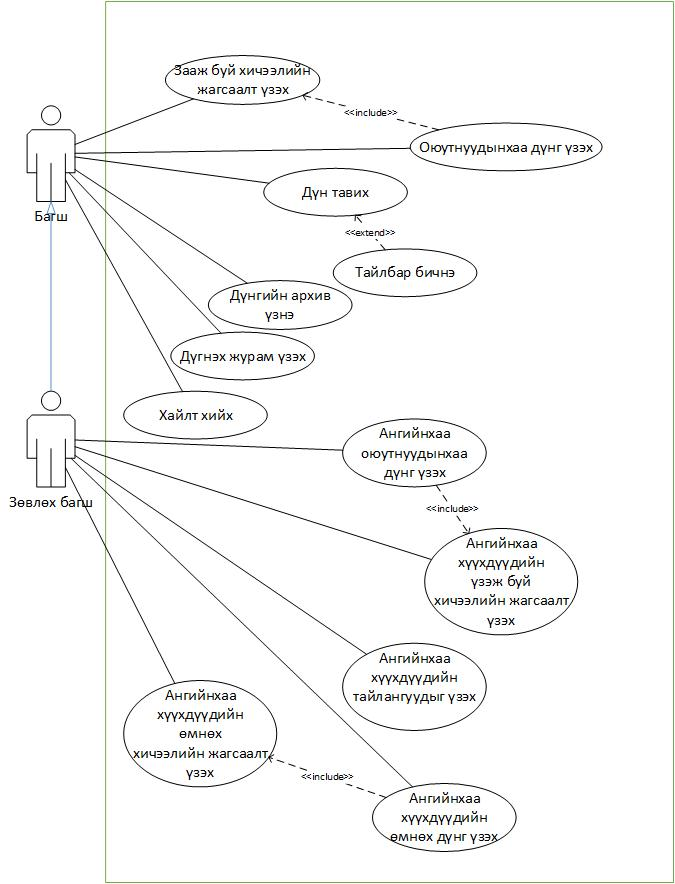 Зааж буй хичээлийн
жагсаалт үзэх
<<include>>
Оюутнуудынхаа дүнг үзэх
Дүн тавих
Багш
<<extend>>
Тайлбар бичнэ
Дүнгийн архив
үзнэ
Дүгнэх журам үзэх
Хайлт хийх
Ангийнхаа
оюутнуудынхаа
дүнг үзэх
Зөвлөх багш
<<include>>
Ангийнхаа
хүүхдүүдийн
үзэж буй
хичээлийн жагсаалт
үзэх
Ангийнхаа
хүүхдүүдийн
тайлангуудыг үзэх
Ангийнхаа
хүүхдүүдийн
өмнөх
хичээлийн жагсаалт
үзэх
<<include>>
Ангийнхаа
хүүхдүүдийн
өмнөх дүнг үзэх